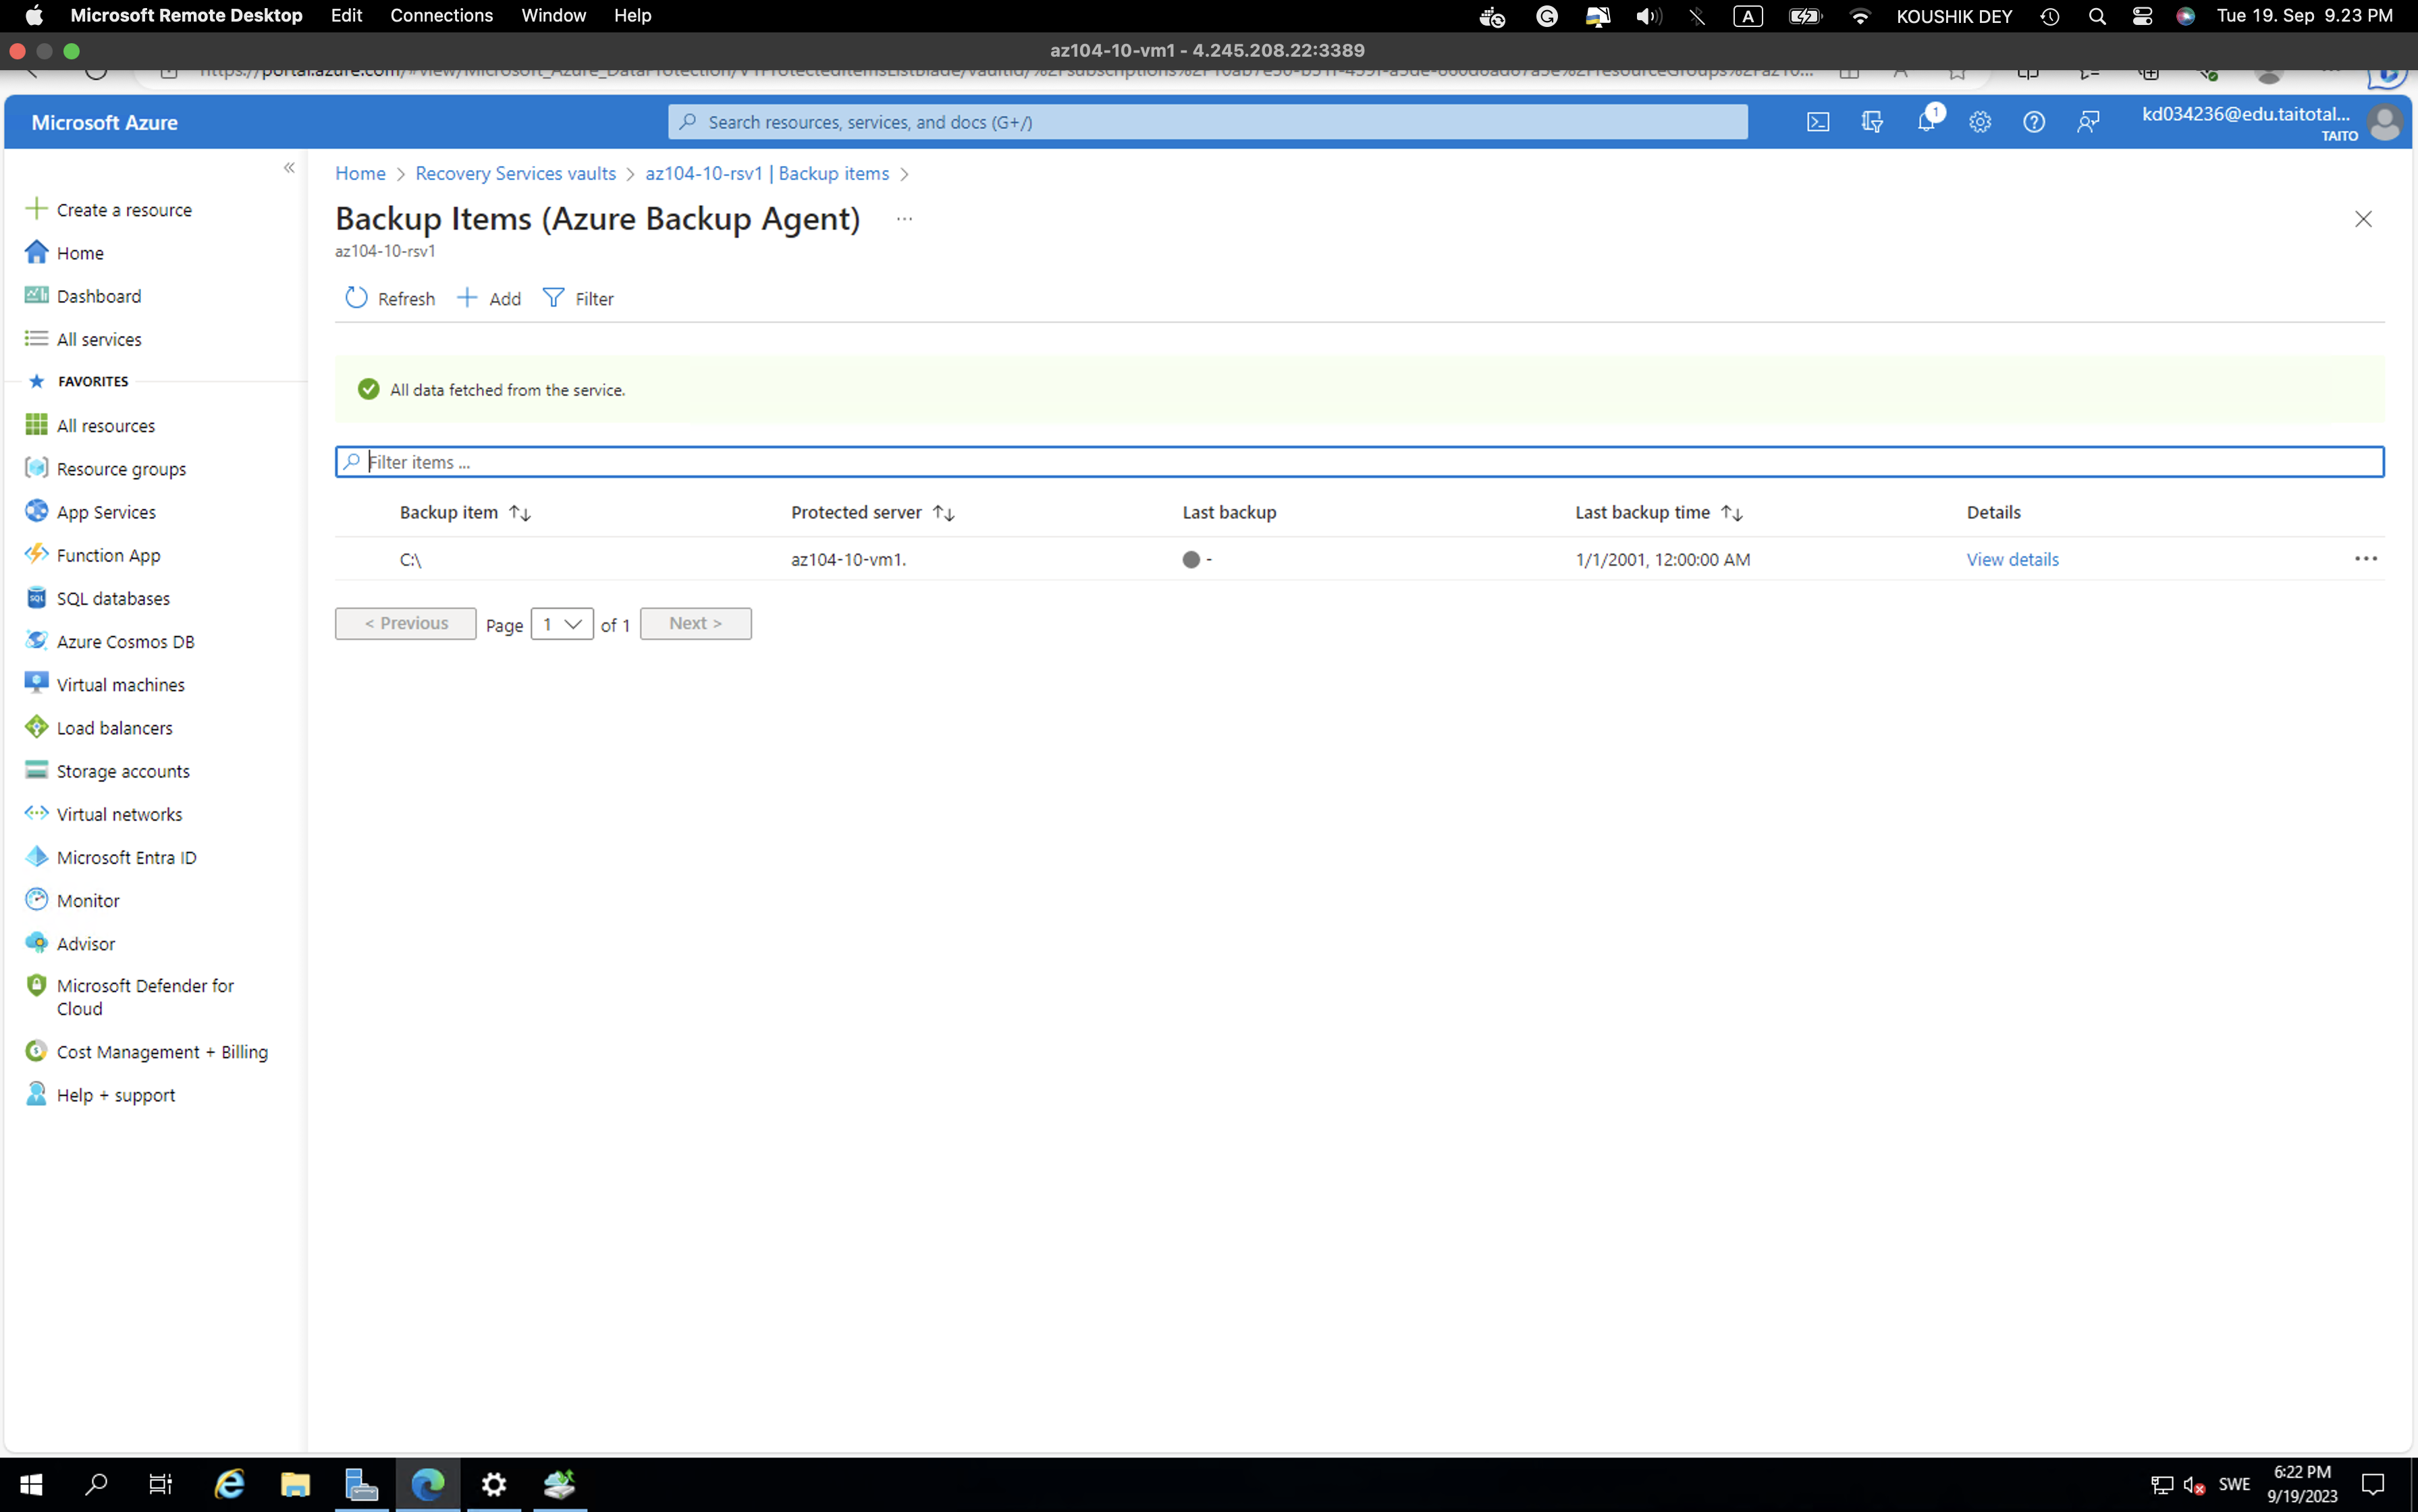 Microsoft Remote Desktop Edit Connections Window Help A KOUSHIK DEY Tue 19. Sep 9.23 PM
az104-10-vm1 - 4.245.208.22:3389
Microsoft Azure
Search resources, services, and docs (G+/)
1
kd034236@edu.taitotal...
TAITO
«
Create a resource
Home
Dashboard
All services
FAVORITES
All resources
Resource groups
App Services
Function App
SQL databases
Azure Cosmos DB
Virtual machines
Load balancers
Storage accounts
Virtual networks
Microsoft Entra ID
Monitor
Advisor
Microsoft Defender for
Cloud
Cost Management + Billing
Help + support
Home > Recovery Services vaults > az104-10-rsv1 | Backup items >
Backup Items (Azure Backup Agent) ...
az104-10-rsv1
Refresh Add Filter
All data fetched from the service.
Filter items ...
Backup item ↑↓ Protected server ↑↓ Last backup Last backup time ↑↓ Details
C:\ az104-10-vm1. - 1/1/2001, 12:00:00 AM View details ...
< Previous Page 1 of 1 Next >
SWE
6:22 PM
9/19/2023